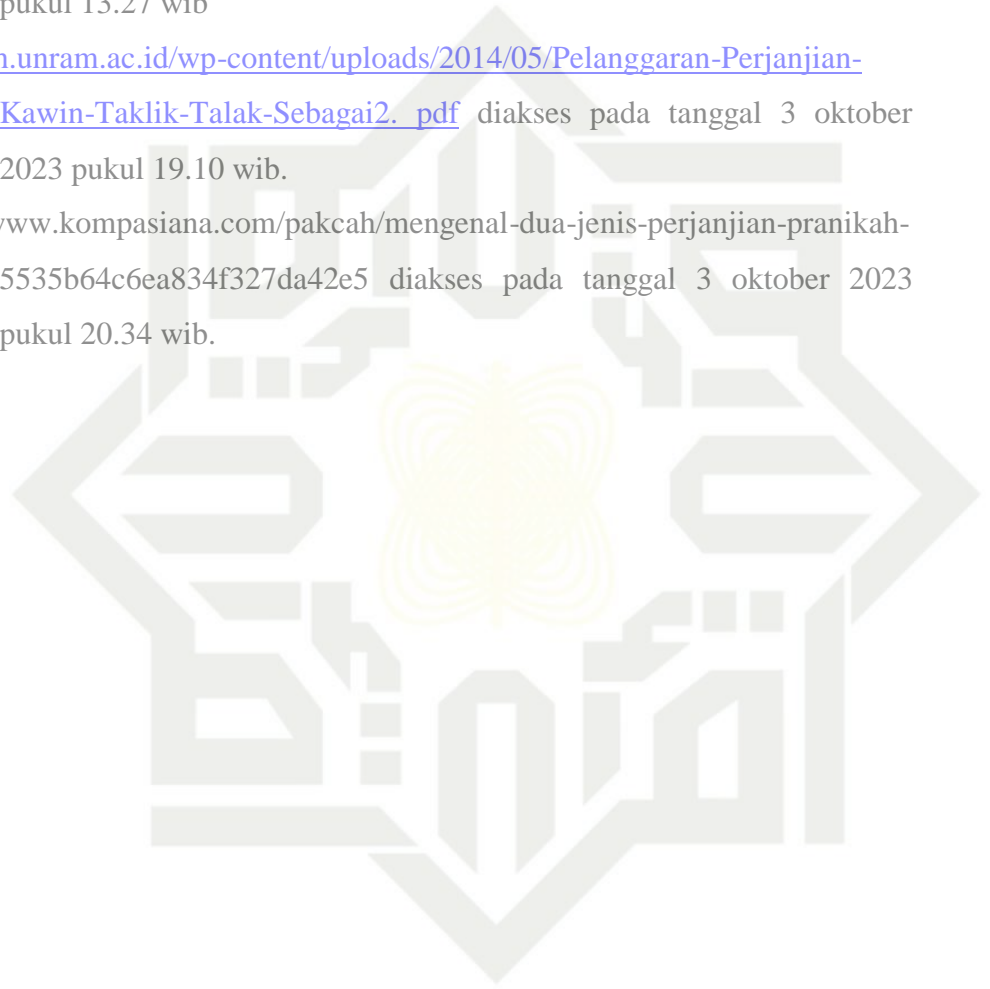 pukul 13.27 wib
n.unram.ac.id/wp-content/uploads/2014/05/Pelanggaran-Perjanjian-
Kawin-Taklik-Talak-Sebagai2. pdf diakses pada tanggal 3 oktober
2023 pukul 19.10 wib.
www.kompasiana.com/pakcah/mengenal-dua-jenis-perjanjian-pranikah-
5535b64c6ea834f327da42e5 diakses pada tanggal 3 oktober 2023
pukul 20.34 wib.